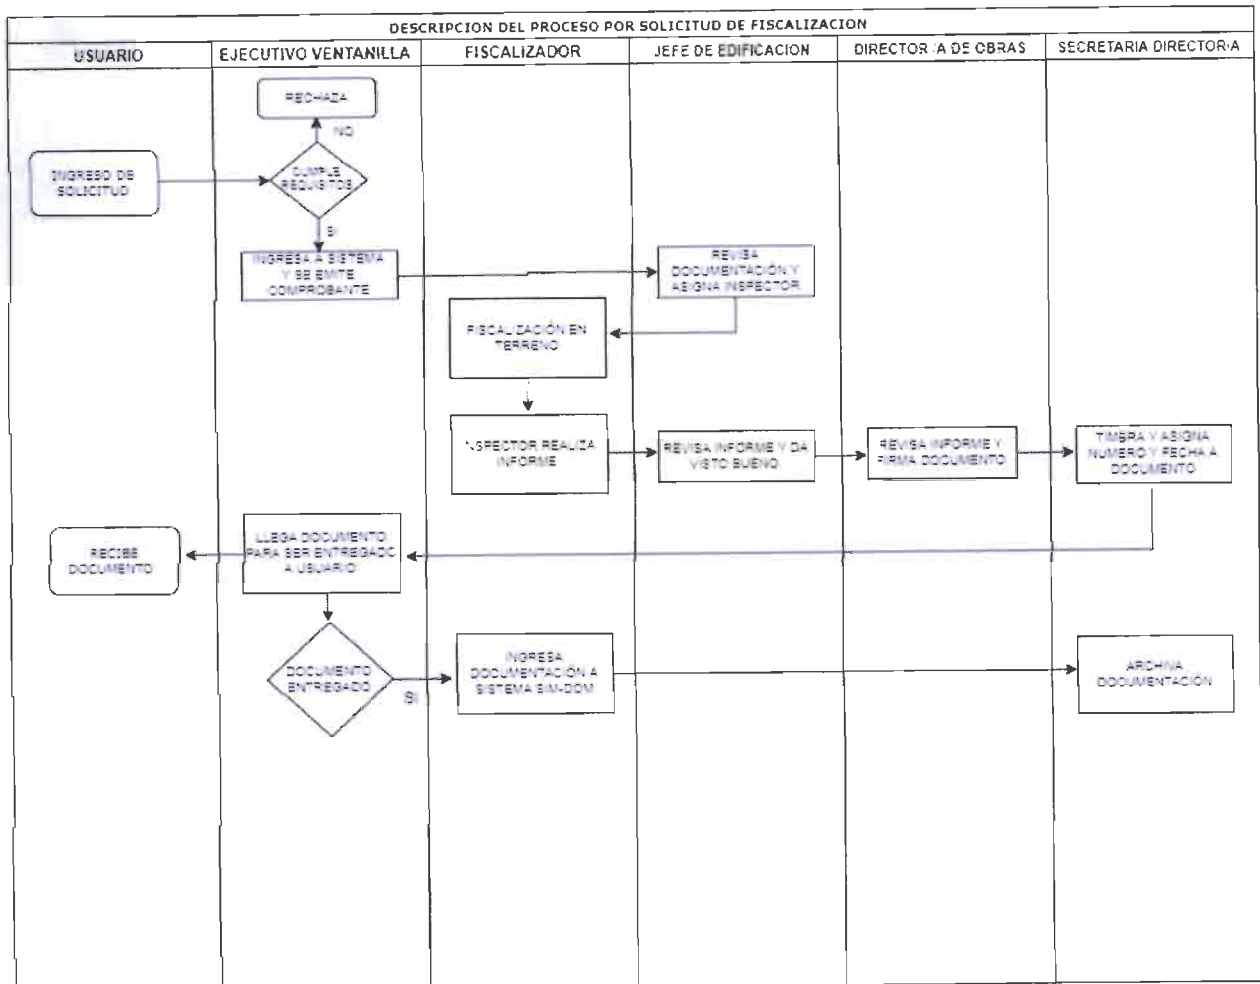 DESCRIPCION DEL PROCESO POR SOLICITUD DE FISCALIZACION
USUARIO
EJECUTIVO VENTANILLA
FISCALIZADOR
JEFE DE EDIFICACION
DIRECTOR/A DE OBRAS
SECRETARIA DIRECTOR/A
RECHAZA
NO
INGRESO DE
SOLICITUD
CUMPLE
REQUISITOS
SI
INGRESA A SISTEMA
Y SE EMITE
COMPROBANTE
REVISA
DOCUMENTACIÓN Y
ASIGNA INSPECTOR
FISCALIZACIÓN EN
TERRENO
INSPECTOR REALIZA
INFORME
REVISA INFORME Y DA
VISTO BUENO
REVISA INFORME Y
FIRMA DOCUMENTO
TIMBRA Y ASIGNA
NUMERO Y FECHA A
DOCUMENTO
LLEGA DOCUMENTO
PARA SER ENTREGADO
A USUARIO
RECIBE
DOCUMENTO
DOCUMENTO
ENTREGADO
SI
INGRESA
DOCUMENTACIÓN A
SISTEMA SIM-DOM
ARCHIVA
DOCUMENTACIÓN